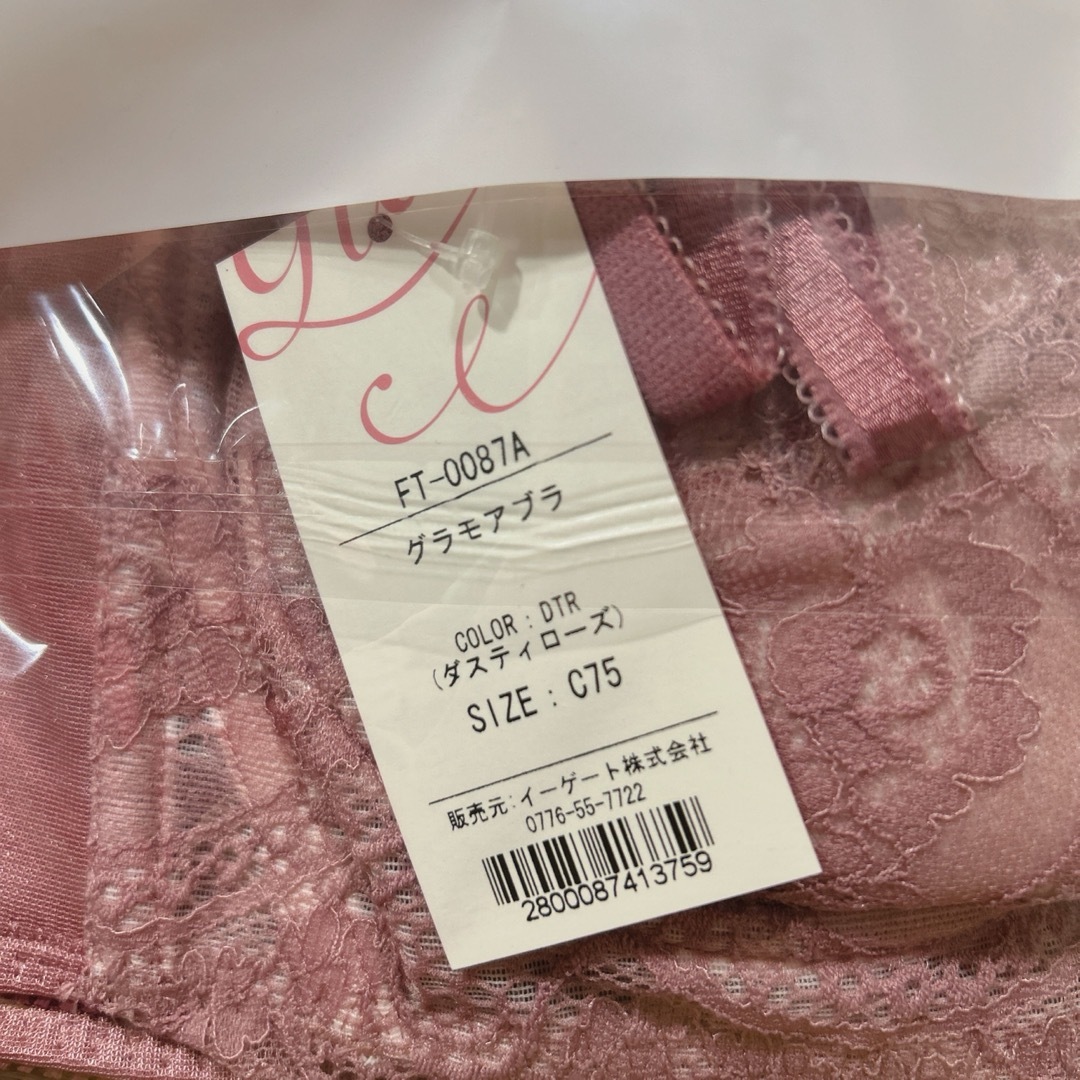 FT-0087A
グラモアブラ
COLOR : DTR
(ダスティローズ)
SIZE : C75
販売元:イーゲート株式会社
0776-55-7722
2800087413759